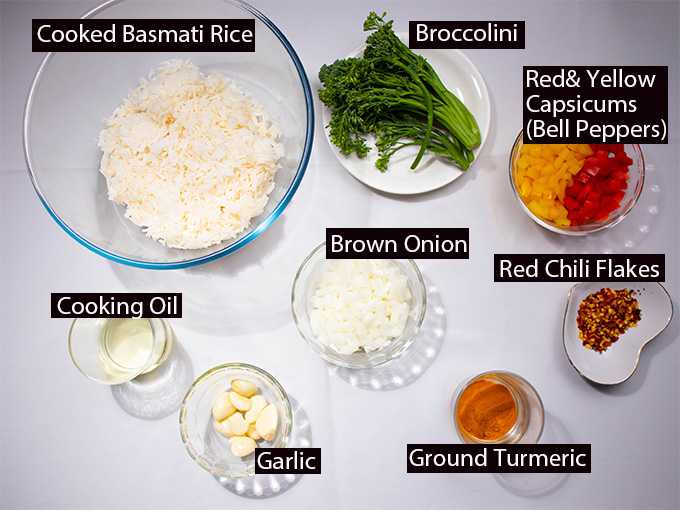 Cooked Basmati Rice
Broccolini
Red& Yellow
Capsicums
(Bell Peppers)
Brown Onion
Red Chili Flakes
Cooking Oil
Garlic
Ground Turmeric